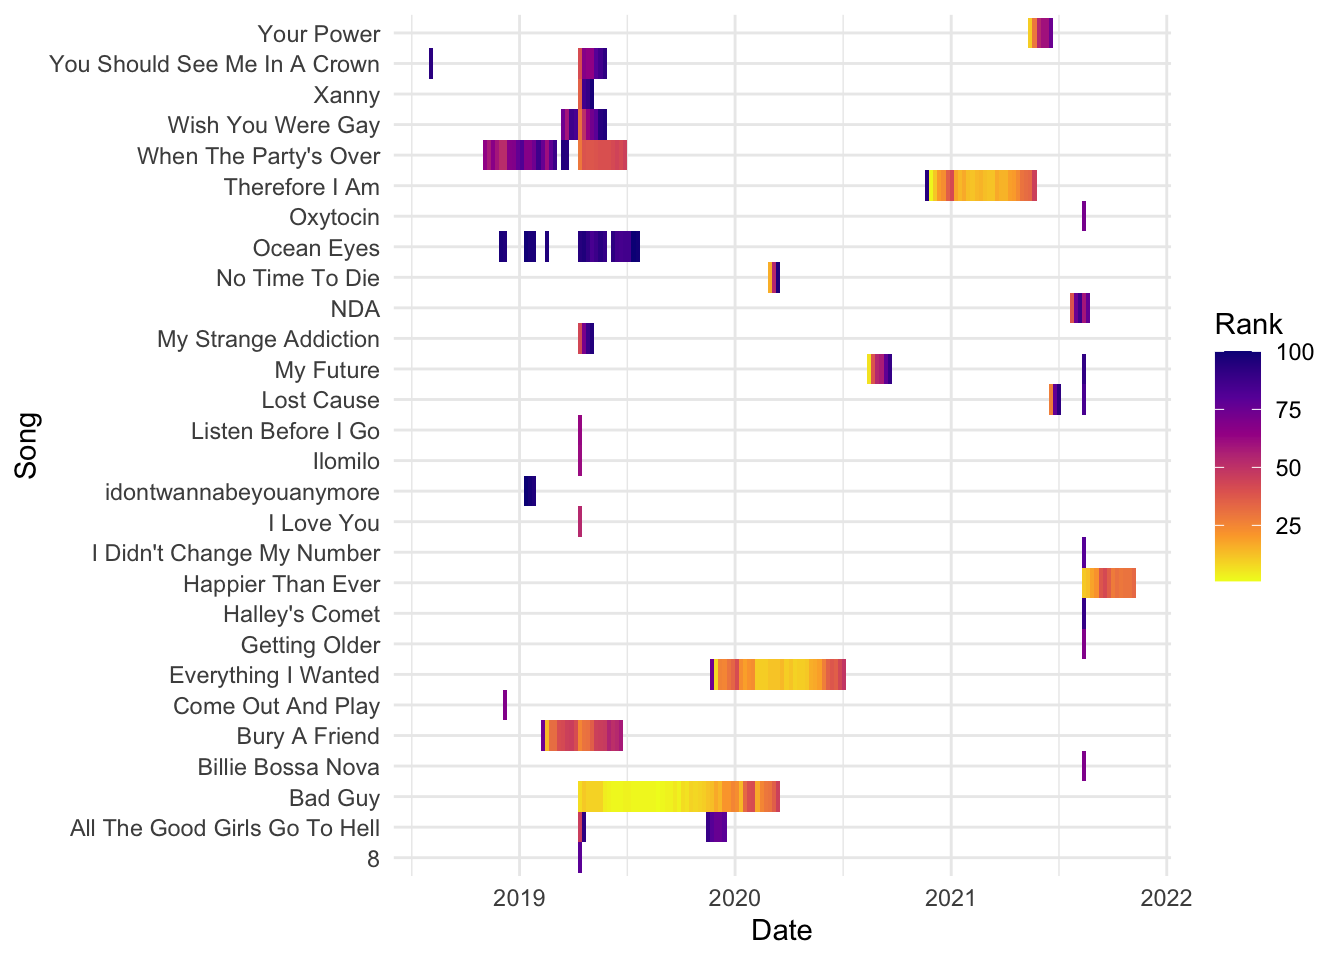 Your Power
You Should See Me In A Crown
Xanny
Wish You Were Gay
When The Party's Over
Therefore I Am
Oxytocin
Ocean Eyes
No Time To Die
NDA
My Strange Addiction
My Future
Lost Cause
Listen Before I Go
Ilomilo
idontwannabeyouanymore
I Love You
I Didn't Change My Number
Happier Than Ever
Halley's Comet
Getting Older
Everything I Wanted
Come Out And Play
Bury A Friend
Billie Bossa Nova
Bad Guy
All The Good Girls Go To Hell
8
Song
2019 2020 2021 2022
Date
Rank
100
75
50
25